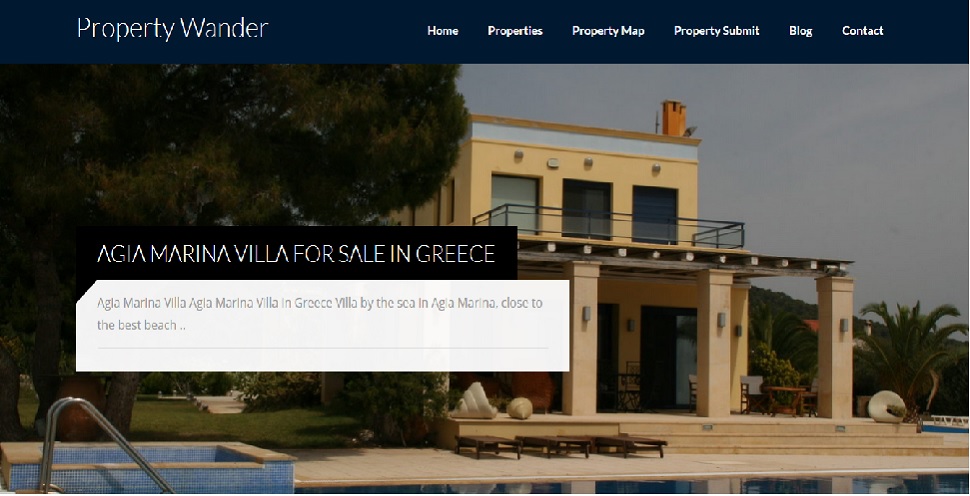 Property Wander
Home Properties Property Map Property Submit Blog Contact
AGIA MARINA VILLA FOR SALE IN GREECE
Agia Marina Villa Agia Marina Villa in Greece Villa by the sea in Agia Marina, close to
the best beach ..